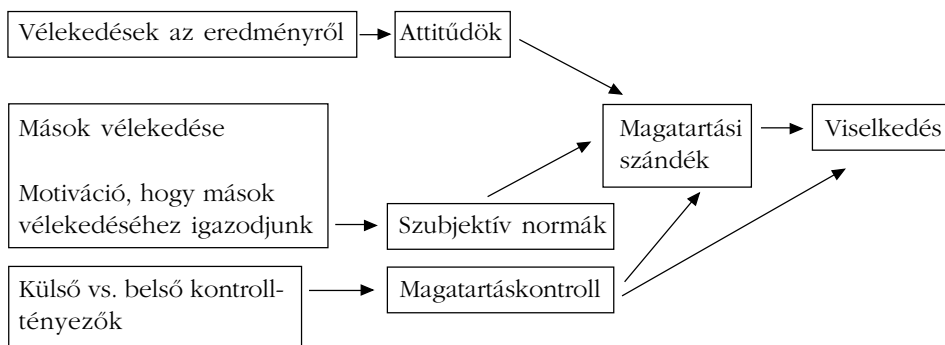 Vélekedések az eredményről
Attitűdök
Mások vélekedése
Motiváció, hogy mások
vélekedéséhez igazodjunk
Szubjektív normák
Magatartási
szándék
Viselkedés
Külső vs. belső kontroll-
tényezők
Magatartáskontroll